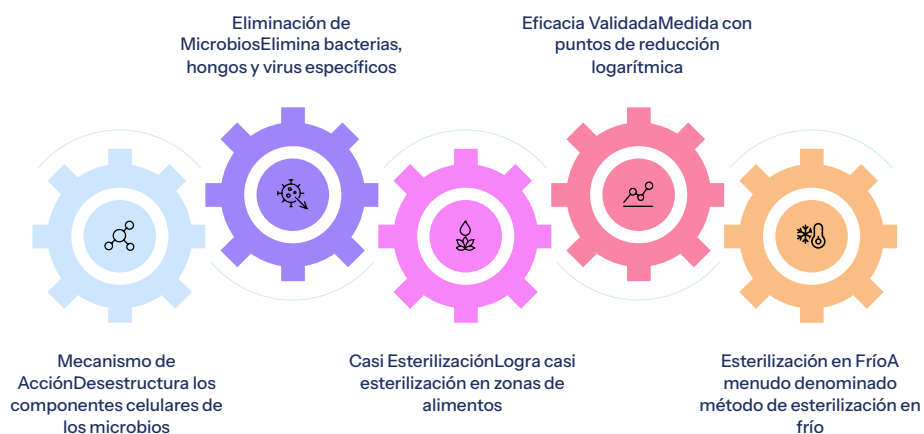 Eliminación de
MicrobiosElimina bacterias,
hongos y virus específicos
Eficacia ValidadaMedida con
puntos de reducción
logarítmica
Mecanismo de
AcciónDesestructura los
componentes celulares de
los microbios
Casi EsterilizaciónLogra casi
esterilización en zonas de
alimentos
Esterilización en FríoA
menudo denominado
método de esterilización en
frío